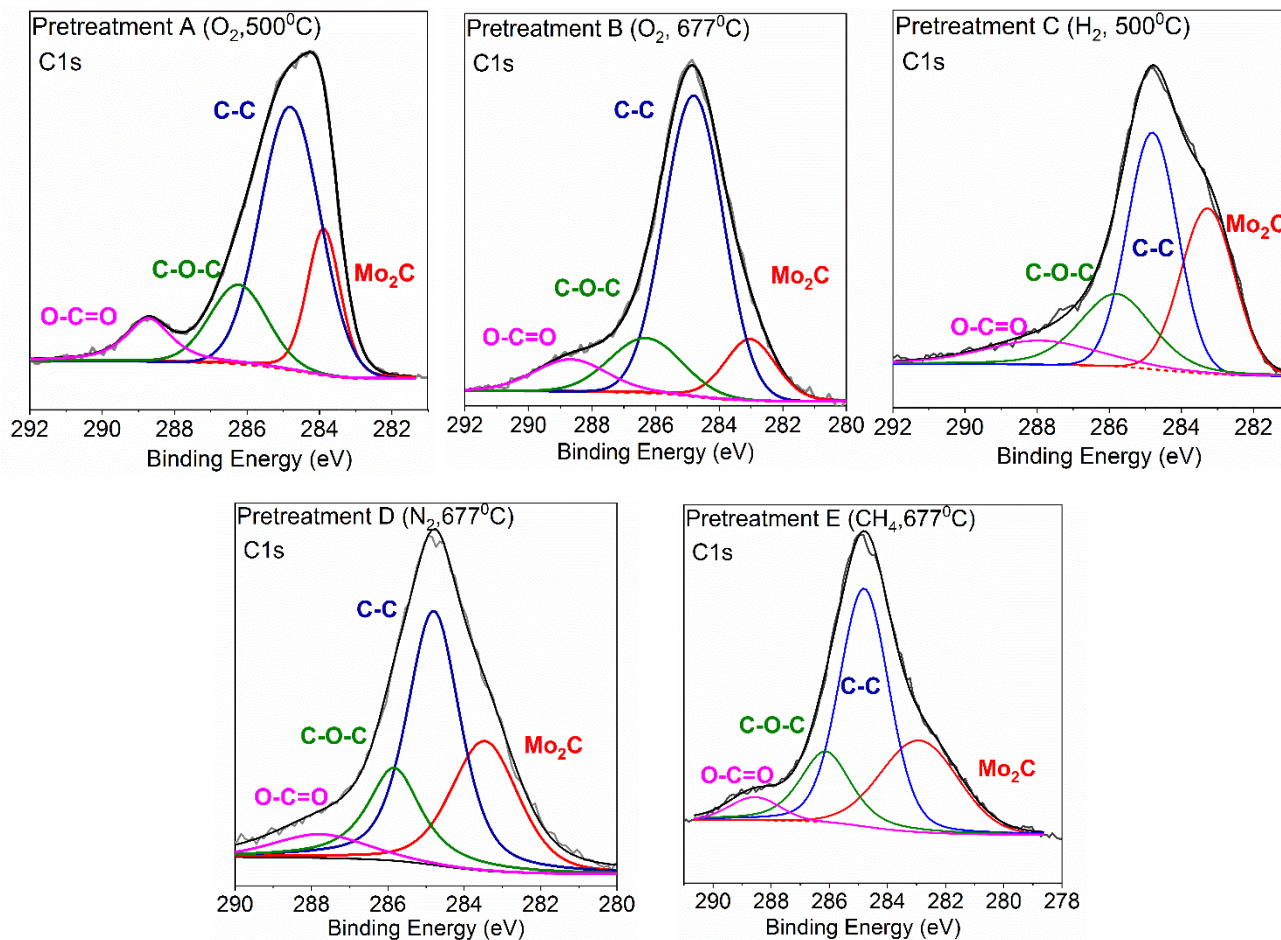 Pretreatment A (O₂,500⁰C)
C1s
C-C
C-O-C
Mo₂C
O-C=O
292 290 288 286 284 282
Binding Energy (eV)
Pretreatment B (O₂, 677⁰C)
C1s
C-C
Mo₂C
C-O-C
O-C=O
292 290 288 286 284 282 280
Binding Energy (eV)
Pretreatment C (H₂, 500⁰C)
C1s
Mo₂C
C-C
C-O-C
O-C=O
292 290 288 286 284 282
Binding Energy (eV)
Pretreatment D (N₂,677⁰C)
C1s
C-C
C-O-C
Mo₂C
O-C=O
290 288 286 284 282 280
Binding Energy (eV)
Pretreatment E (CH₄,677⁰C)
C1s
C-C
C-O-C
O-C=O
Mo₂C
290 288 286 284 282 280 278
Binding Energy (eV)